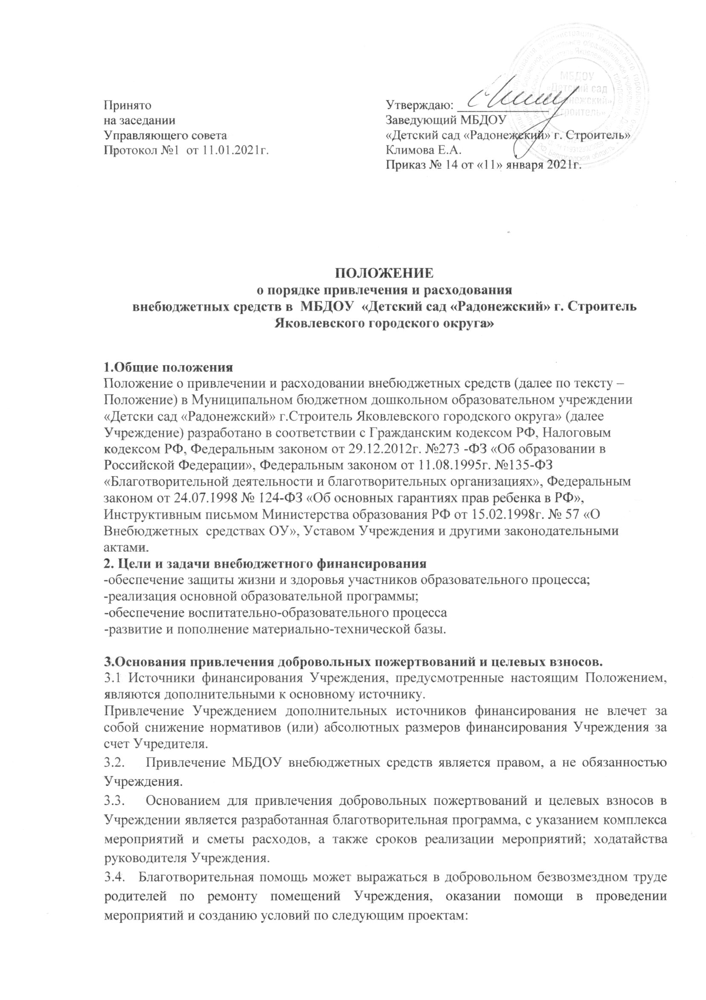 Принято
на заседании
Управляющего совета
Протокол №1  от 11.01.2021г.
Утверждаю:
Заведующий МБДОУ
«Детский сад «Радонежский» г. Строитель»
Климова Е.А.
Приказ № 14 от «11» января 2021г.
МБДОУ
«Детский сад
«Радонежский»
г.Строитель»
ПОЛОЖЕНИЕ
о порядке привлечения и расходования
внебюджетных средств в  МБДОУ  «Детский сад «Радонежский» г. Строитель
Яковлевского городского округа»
1.Общие положения
Положение о привлечении и расходовании внебюджетных средств (далее по тексту –
Положение) в Муниципальном бюджетном дошкольном образовательном учреждении
«Детски сад «Радонежский» г.Строитель Яковлевского городского округа» (далее
Учреждение) разработано в соответствии с Гражданским кодексом РФ, Налоговым
кодексом РФ, Федеральным законом от 29.12.2012г. №273 -ФЗ «Об образовании в
Российской Федерации», Федеральным законом от 11.08.1995г. №135-ФЗ
«Благотворительной деятельности и благотворительных организациях», Федеральным
законом от 24.07.1998 № 124-ФЗ «Об основных гарантиях прав ребенка в РФ»,
Инструктивным письмом Министерства образования РФ от 15.02.1998г. № 57 «О
Внебюджетных  средствах ОУ», Уставом Учреждения и другими законодательными
актами.
2. Цели и задачи внебюджетного финансирования
-обеспечение защиты жизни и здоровья участников образовательного процесса;
-реализация основной образовательной программы;
-обеспечение воспитательно-образовательного процесса
-развитие и пополнение материально-технической базы.
3.Основания привлечения добровольных пожертвований и целевых взносов.
3.1 Источники финансирования Учреждения, предусмотренные настоящим Положением,
являются дополнительными к основному источнику.
Привлечение Учреждением дополнительных источников финансирования не влечет за
собой снижение нормативов (или) абсолютных размеров финансирования Учреждения за
счет Учредителя.
3.2. Привлечение МБДОУ внебюджетных средств является правом, а не обязанностью
Учреждения.
3.3. Основанием для привлечения добровольных пожертвований и целевых взносов в
Учреждении является разработанная благотворительная программа, с указанием комплекса
мероприятий и сметы расходов, а также сроков реализации мероприятий; ходатайства
руководителя Учреждения.
3.4. Благотворительная помощь может выражаться в добровольном безвозмездном труде
родителей по ремонту помещений Учреждения, оказании помощи в проведении
мероприятий и созданию условий по следующим проектам: